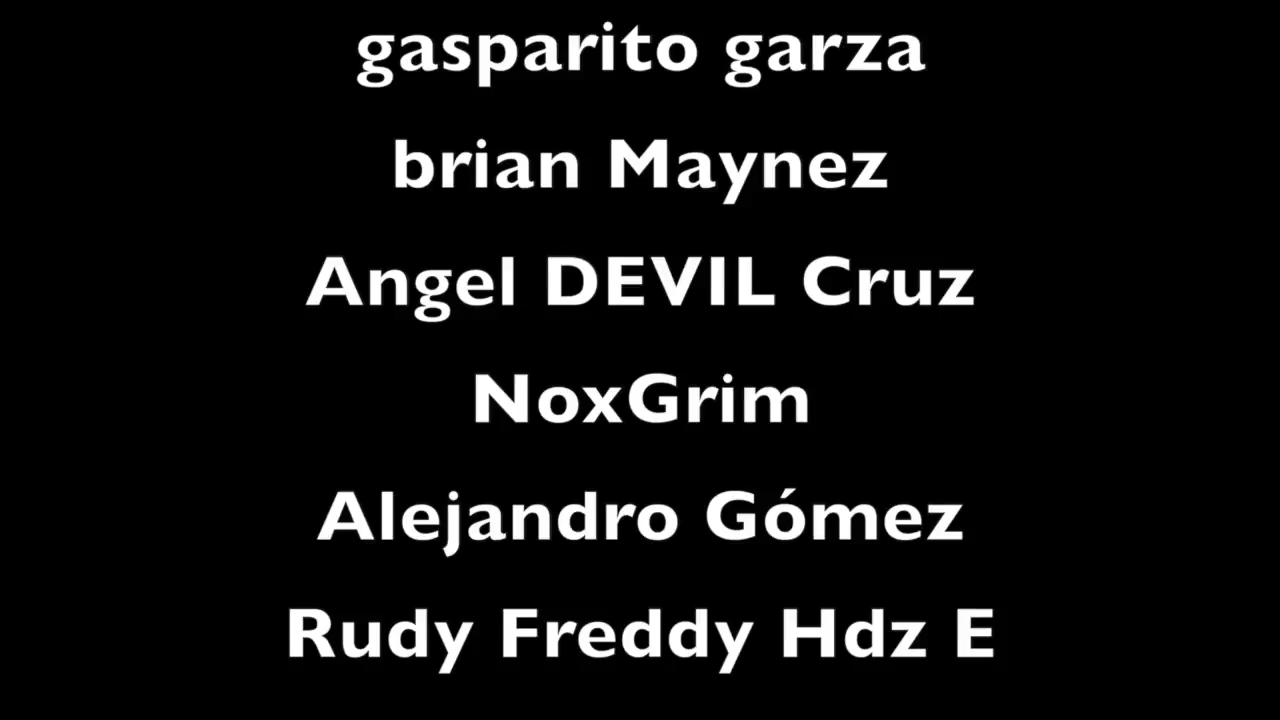 gasparito garza
brian Maynez
Angel DEVIL Cruz
NoxGrim
Alejandro Gómez
Rudy Freddy Hdz E